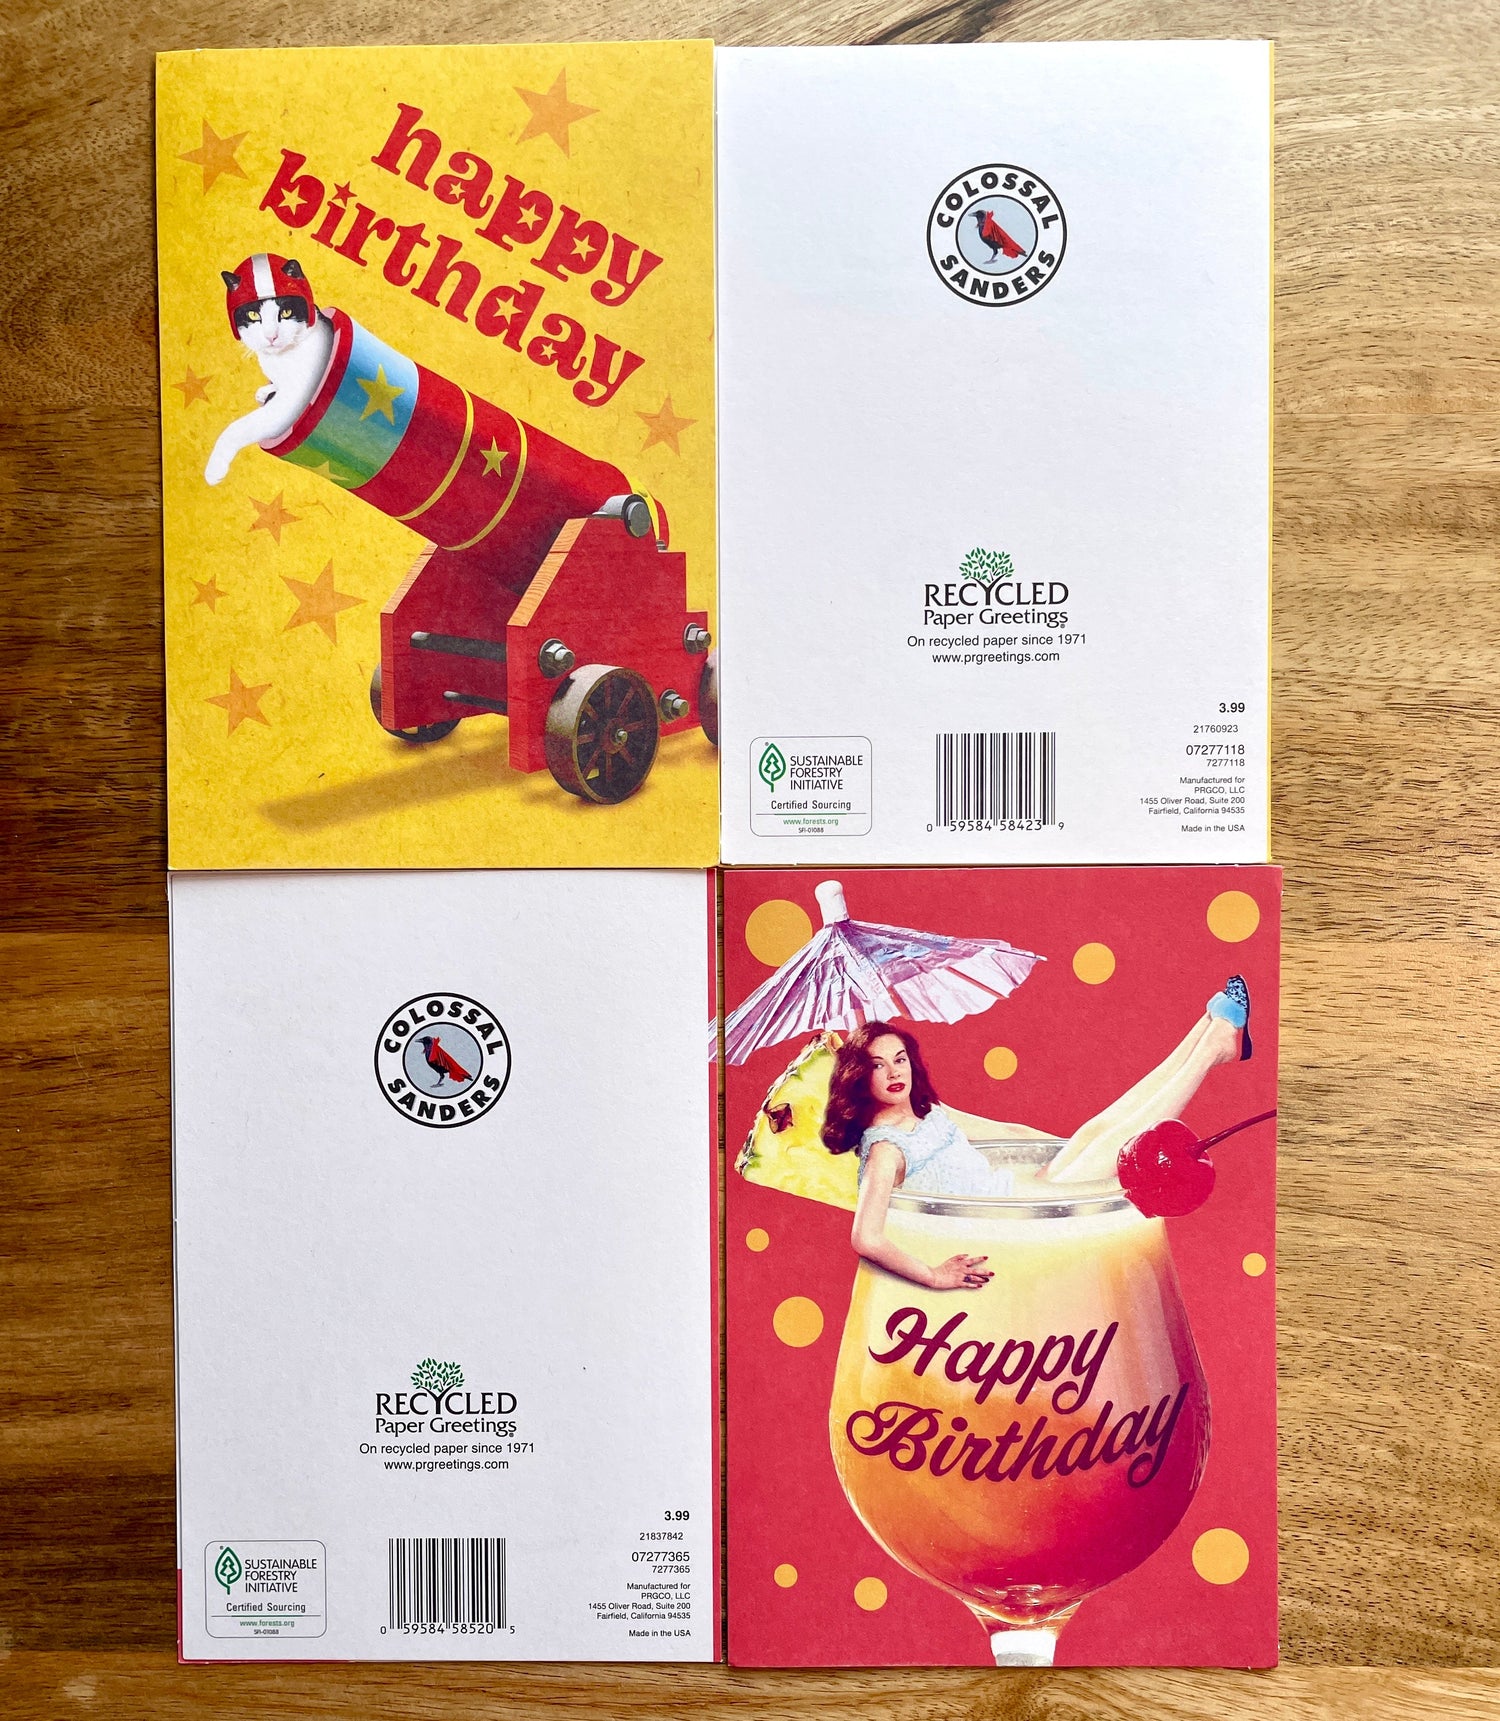 happy
birthday
COLOSSAL
SANDERS
RECYCLED
Paper Greetings®
On recycled paper since 1971
www.prgreetings.com
3.99
21760923
07277118
7277118
Manufactured for
PRGCO, LLC
1455 Oliver Road, Suite 200
Fairfield, California 94535
Made in the USA
SUSTAINABLE
FORESTRY
INITIATIVE
Certified Sourcing
www.forests.org
SFI-01088
0 59584 58423 9
COLOSSAL
SANDERS
RECYCLED
Paper Greetings®
On recycled paper since 1971
www.prgreetings.com
3.99
21837842
07277365
7277365
Manufactured for
PRGCO, LLC
1455 Oliver Road, Suite 200
Fairfield, California 94535
Made in the USA
SUSTAINABLE
FORESTRY
INITIATIVE
Certified Sourcing
www.forests.org
SFI-01088
0 59584 58520 5
Happy
Birthday